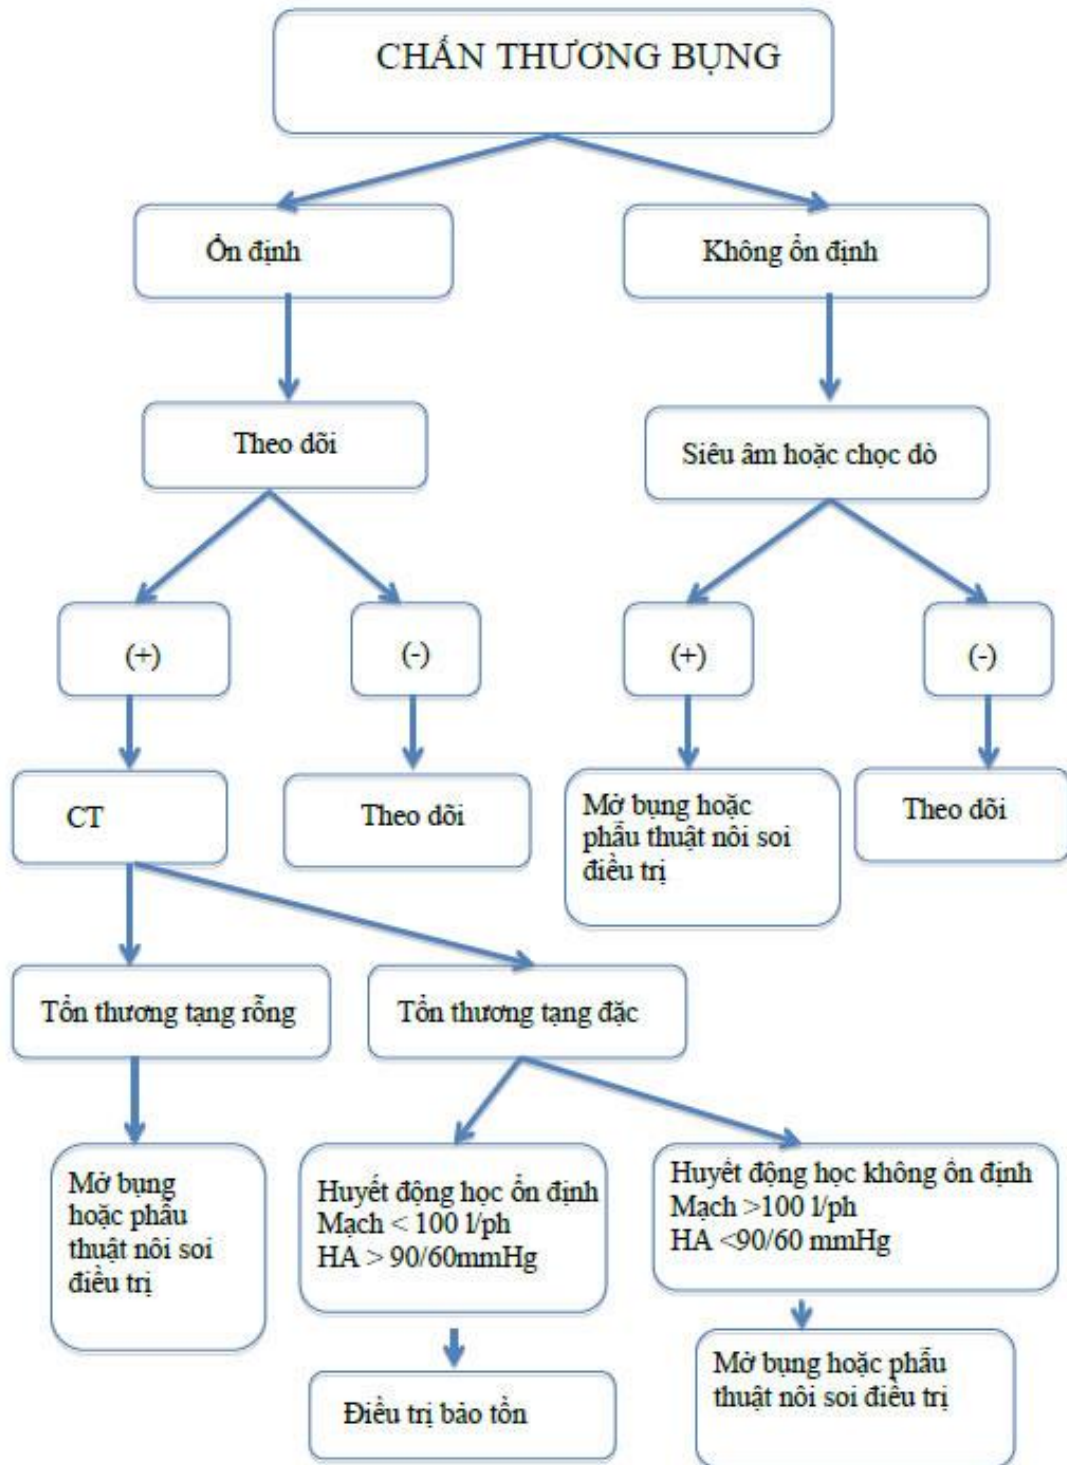 CHẤN THƯƠNG BỤNG
Ổn định
Không ổn định
Theo dõi
Siêu âm hoặc chọc dò
(+)
(-)
(+)
(-)
CT
Theo dõi
Mở bụng hoặc
phẫu thuật nôi soi
điều trị
Theo dõi
Tổn thương tạng rỗng
Tổn thương tạng đặc
Mở bụng
hoặc phẫu
thuật nôi soi
điều trị
Huyết động học ổn định
Mạch < 100 l/ph
HA > 90/60mmHg
Huyết động học không ổn định
Mạch >100 l/ph
HA <90/60 mmHg
Điều trị bảo tồn
Mở bụng hoặc phẫu
thuật nôi soi điều trị